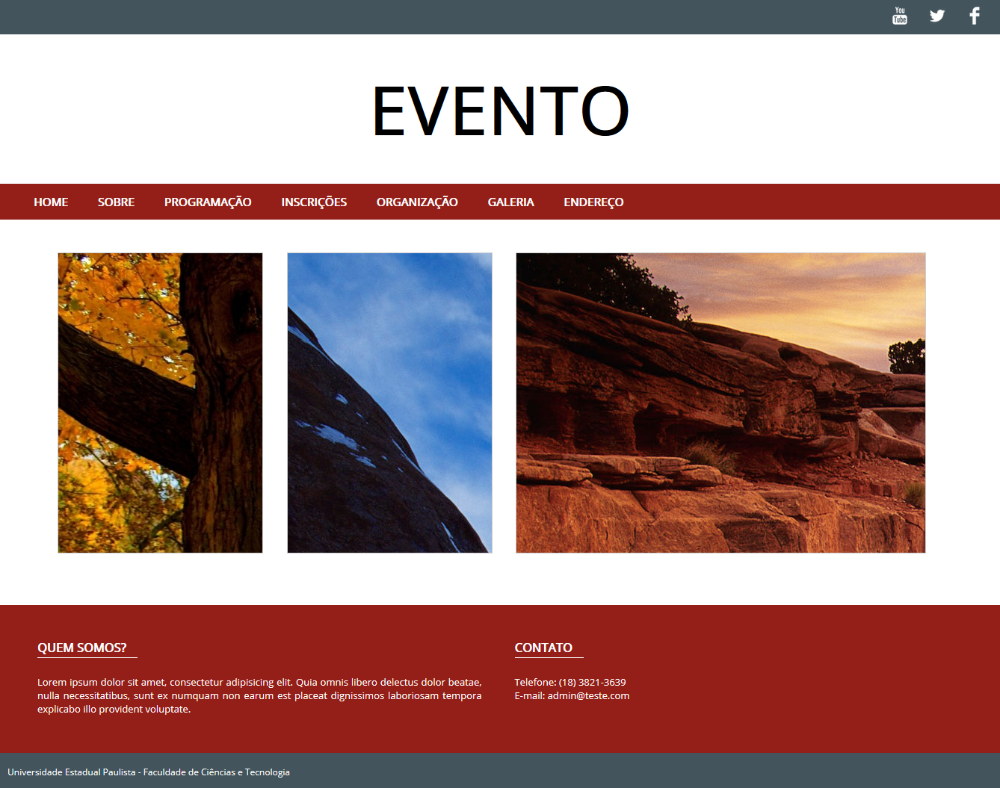 You
Tube
EVENTO
HOME SOBRE PROGRAMAÇÃO INSCRIÇÕES ORGANIZAÇÃO GALERIA ENDEREÇO
QUEM SOMOS?
Lorem ipsum dolor sit amet, consectetur adipisicing elit. Quia omnis libero delectus dolor beatae,
nulla necessitatibus, sunt ex numquam non earum est placeat dignissimos laboriosam tempora
explicabo illo provident voluptate.
CONTATO
Telefone: (18) 3821-3639
E-mail: admin@teste.com
Universidade Estadual Paulista - Faculdade de Ciências e Tecnologia